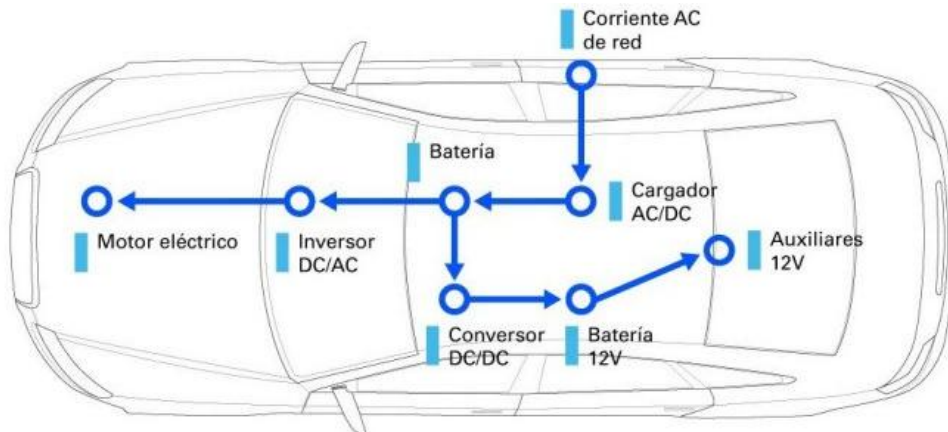 Corriente AC
de red
Batería
Cargador
AC/DC
Motor eléctrico
Inversor
DC/AC
Auxiliares
12V
Conversor
DC/DC
Batería
12V